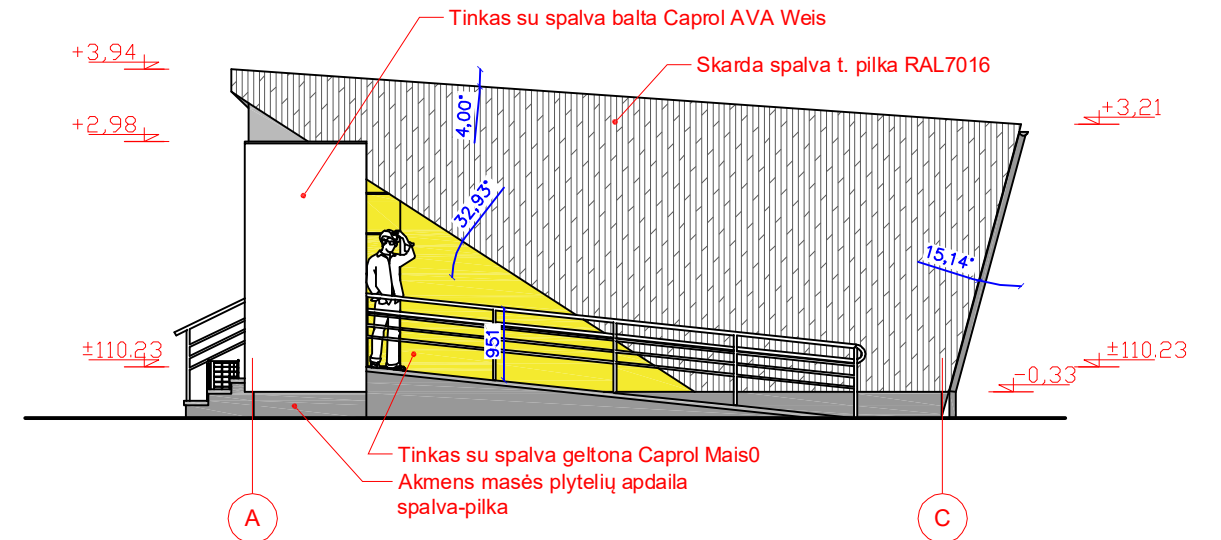 Tinkas su spalva balta Caprol AVA Weis
+3,94
Skarda spalva t. pilka RAL7016
4,00°
+3,21
+2,98
32,93°
15,14°
951
±110.23
±110.23
-0,33
Tinkas su spalva geltona Caprol Mais0
Akmens masės plytelių apdaila
spalva-pilka
A
C